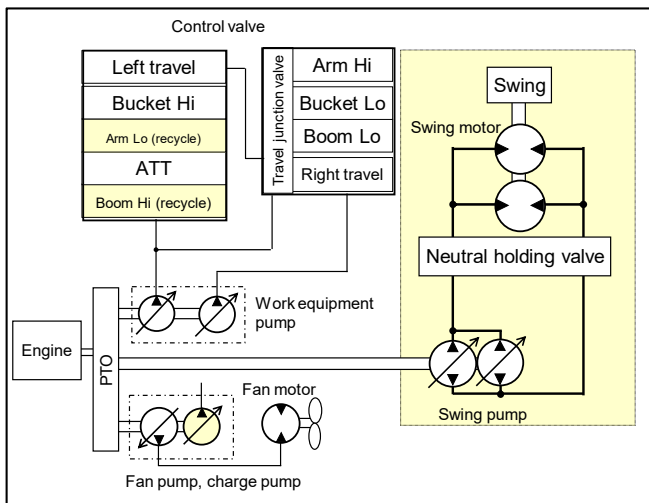 Control valve
Left travel
Bucket Hi
Arm Lo (recycle)
ATT
Boom Hi (recycle)
Travel junction valve
Arm Hi
Bucket Lo
Boom Lo
Right travel
Swing
Swing motor
Neutral holding valve
Work equipment
pump
Engine
PTO
Swing pump
Fan motor
Fan pump, charge pump